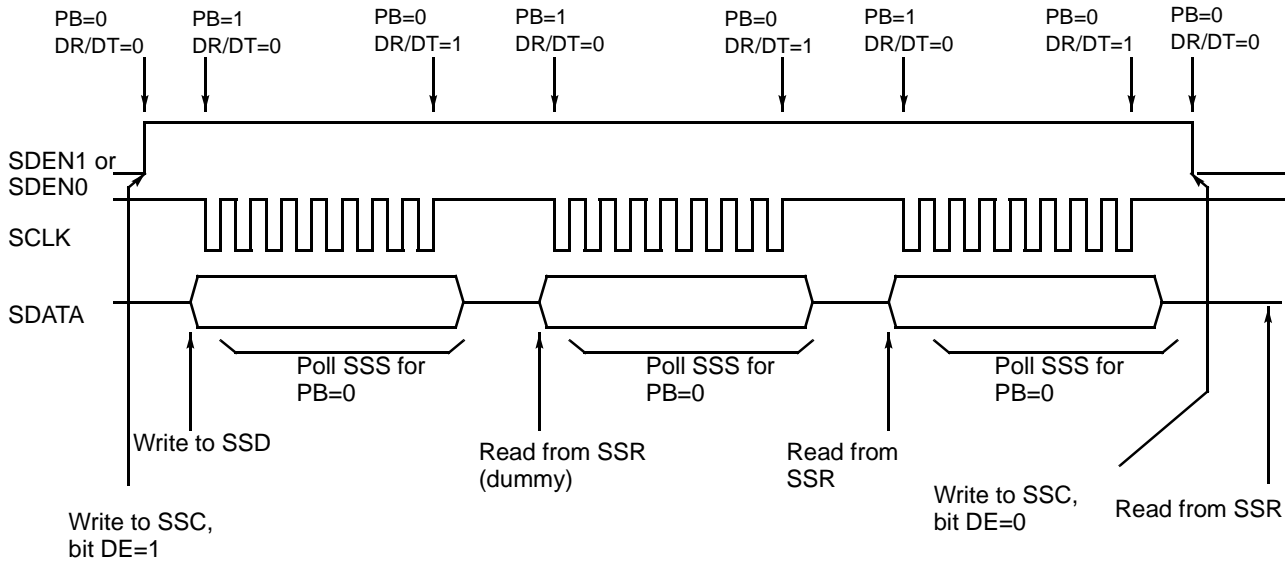 PB=0
DR/DT=0
PB=1
DR/DT=0
PB=0
DR/DT=1
PB=1
DR/DT=0
PB=0
DR/DT=1
PB=1
DR/DT=0
PB=0
DR/DT=1
PB=0
DR/DT=0
SDEN1 or
SDEN0
SCLK
SDATA
Poll SSS for
PB=0
Poll SSS for
PB=0
Poll SSS for
PB=0
Write to SSD
Read from SSR
(dummy)
Read from
SSR
Write to SSC,
bit DE=0
Read from SSR
Write to SSC,
bit DE=1